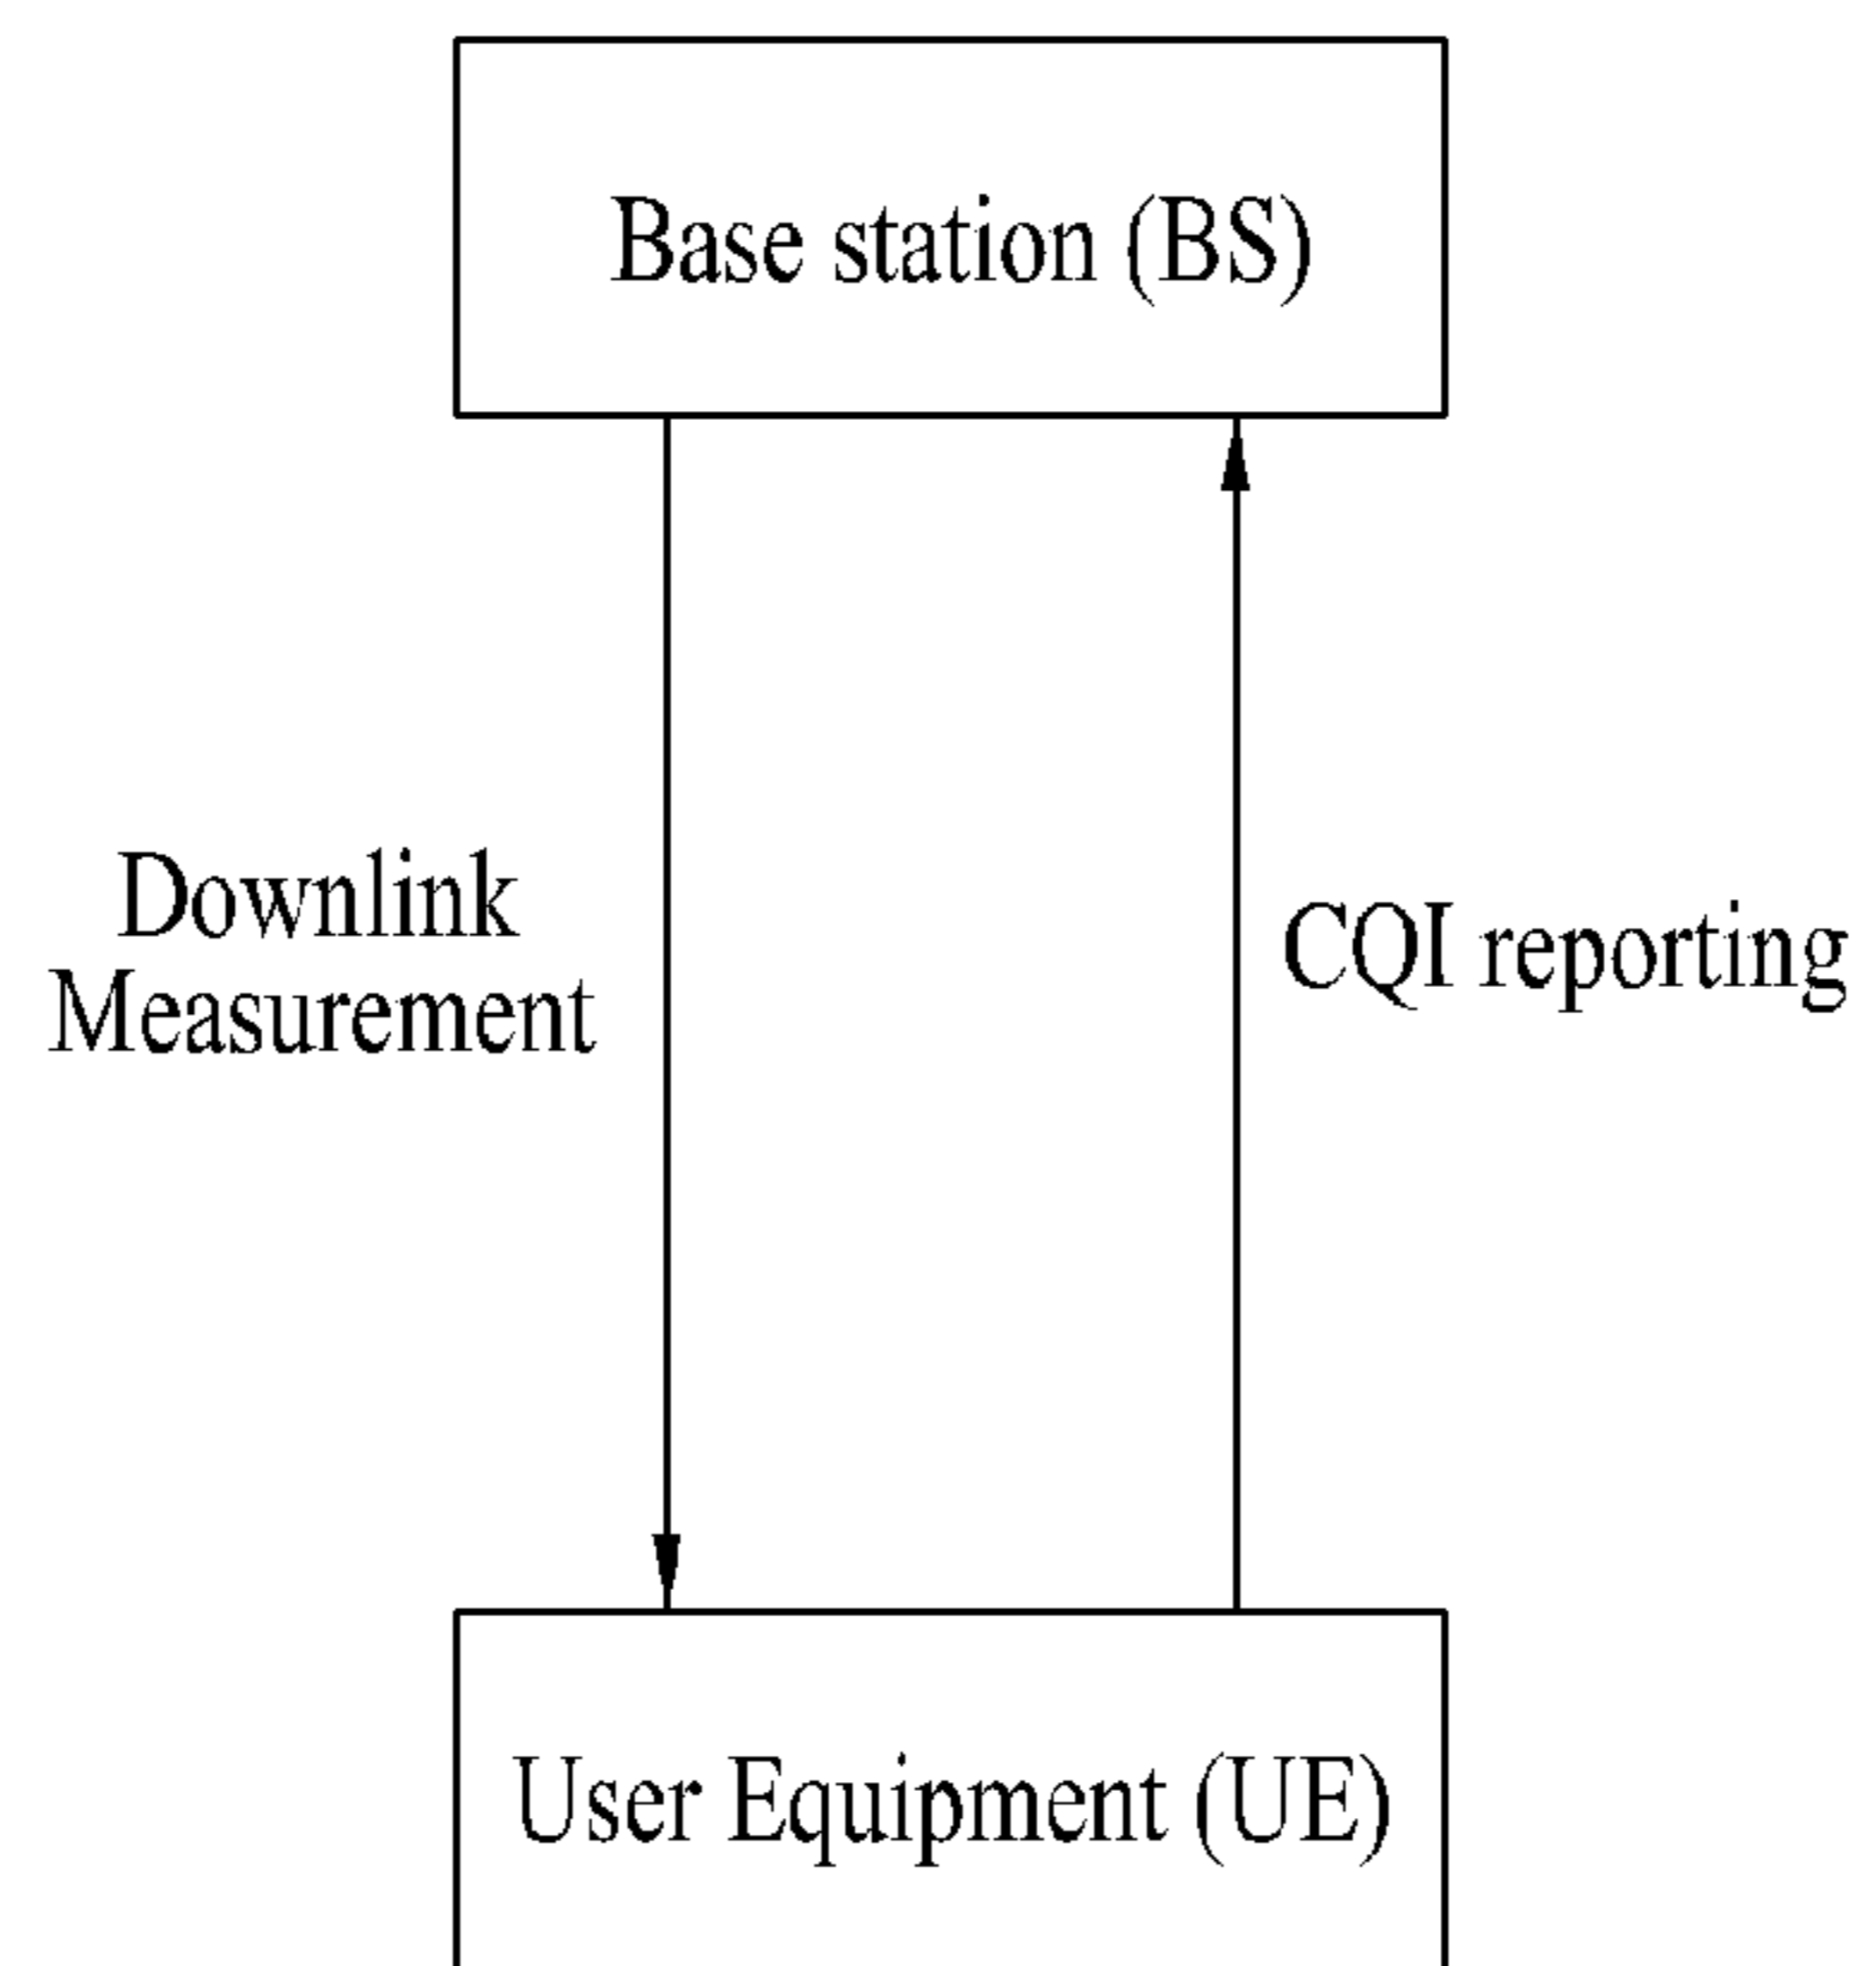 Base station (BS)
Downlink
Measurement
CQI reporting
User Equipment (UE)